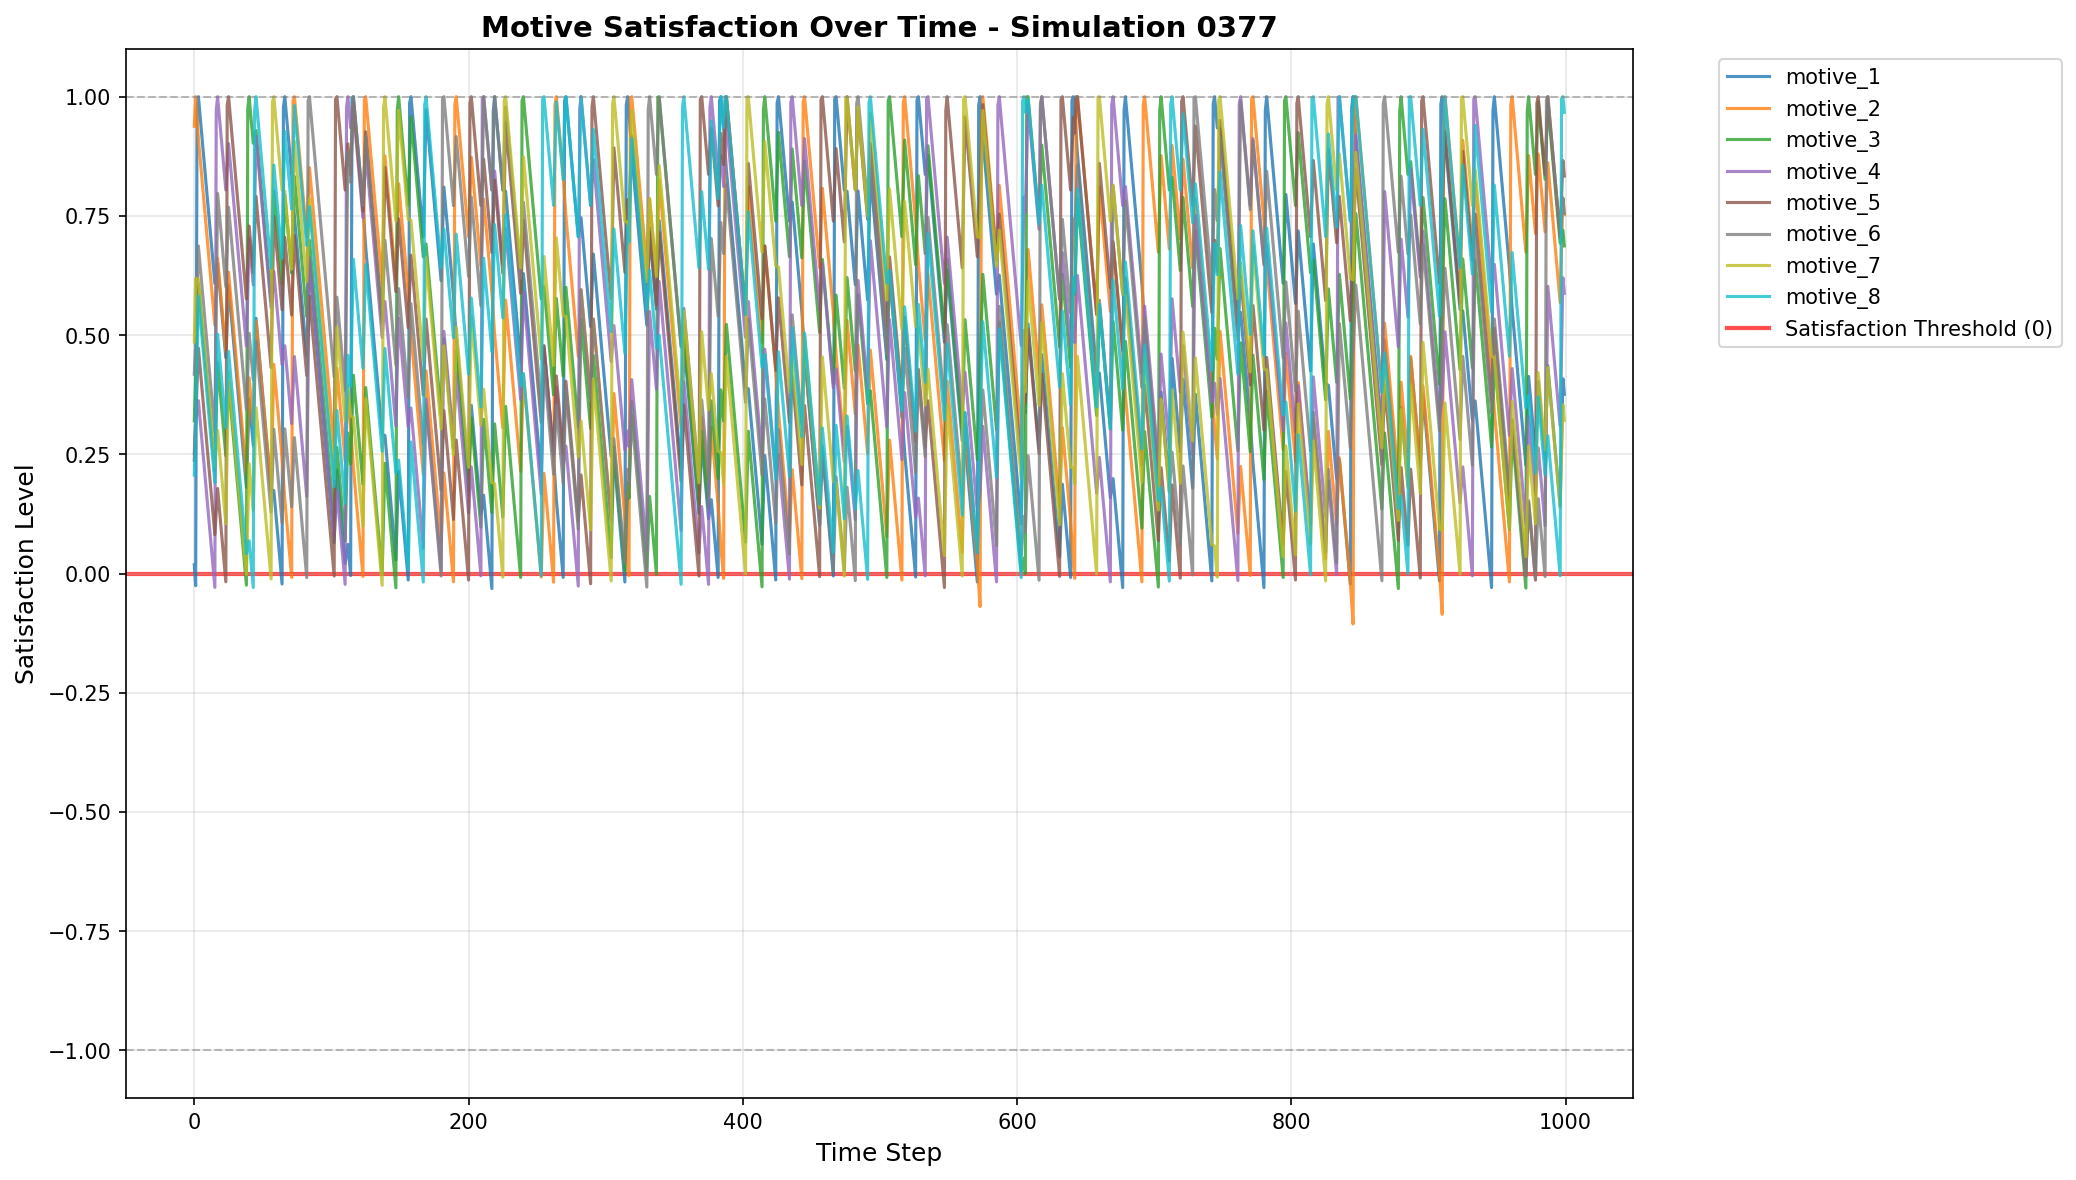 Motive Satisfaction Over Time - Simulation 0377
Satisfaction Level
1.00
0.75
0.50
0.25
0.00
−0.25
−0.50
−0.75
−1.00
0
200
400
600
800
1000
Time Step
motive_1
motive_2
motive_3
motive_4
motive_5
motive_6
motive_7
motive_8
Satisfaction Threshold (0)